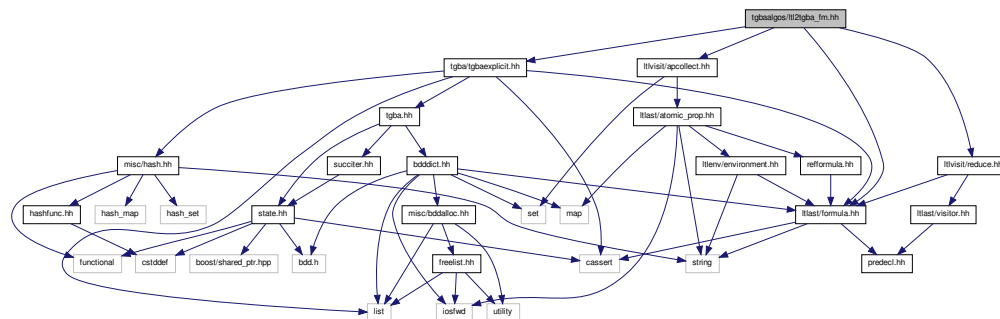 tgbaalgos/ltl2tgba_fm.hh
tgba/tgbaexplicit.hh
ltlvisit/apcollect.hh
tgba.hh
ltlast/atomic_prop.hh
misc/hash.hh
succiter.hh
bdddict.hh
ltlenv/environment.hh
refformula.hh
ltlvisit/reduce.hh
hashfunc.hh
hash_map
hash_set
state.hh
misc/bddalloc.hh
set
map
ltlast/formula.hh
ltlvisit/visitor.hh
functional
cstddef
boost/shared_ptr.hpp
bdd.h
freelist.hh
cassert
string
predecl.hh
list
iosfwd
utility